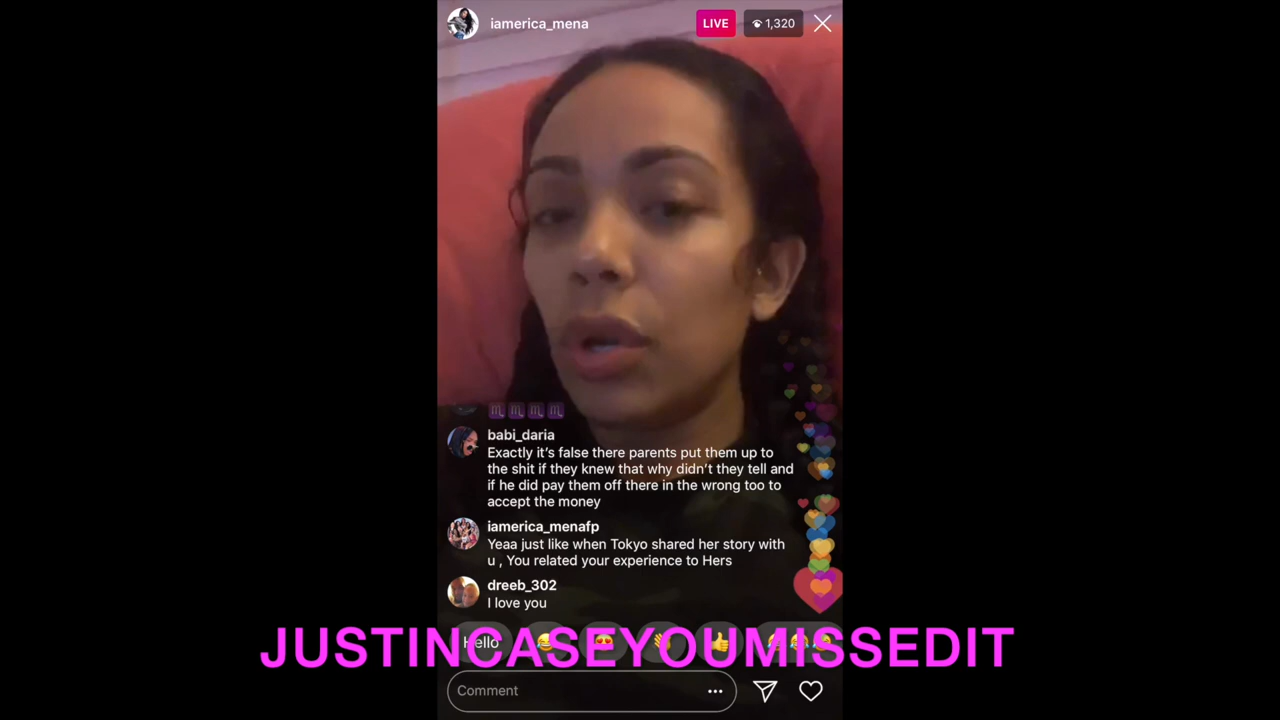 iamerica_mena
LIVE
1,320
babi_daria
Exactly it's false there parents put them up to
the shit if they knew that why didn't they tell and
if he did pay them off there in the wrong too to
accept the money
iamerica_menafp
Yeaa just like when Tokyo shared her story with
u , You related your experience to Hers
dreeb_302
I love you
Hello
JUSTINCASEYOUMISSEDIT
Comment